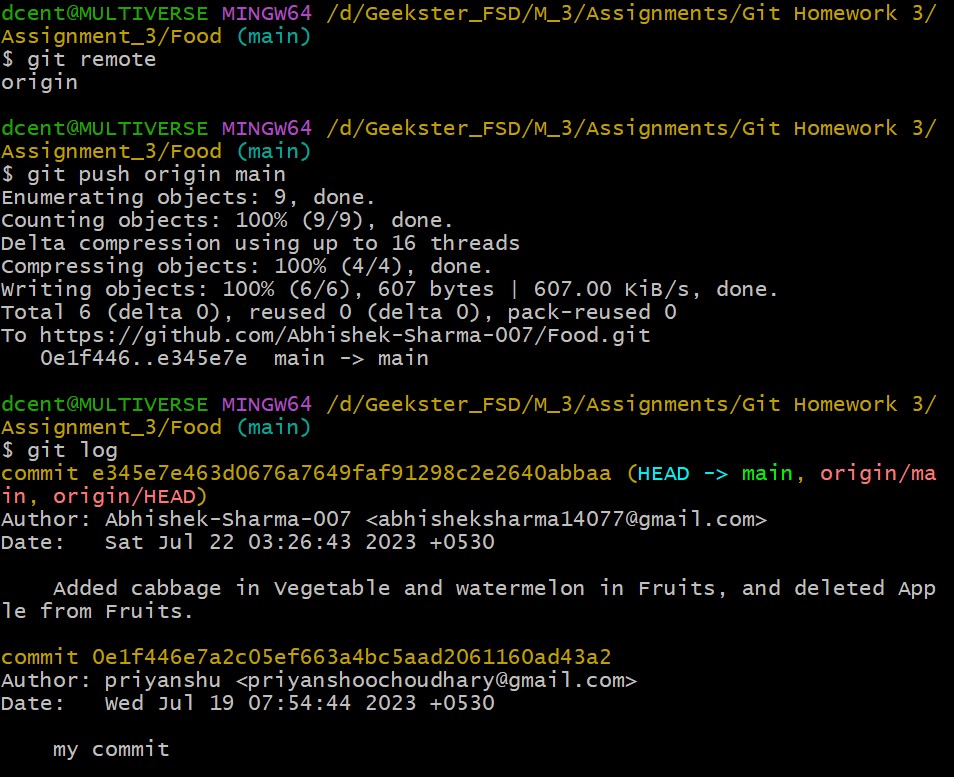 dcent@MULTIVERSE MINGW64 /d/Geekster_FSD/M_3/Assignments/Git Homework 3/
Assignment_3/Food (main)
$ git remote
origin
dcent@MULTIVERSE MINGW64 /d/Geekster_FSD/M_3/Assignments/Git Homework 3/
Assignment_3/Food (main)
$ git push origin main
Enumerating objects: 9, done.
Counting objects: 100% (9/9), done.
Delta compression using up to 16 threads
Compressing objects: 100% (4/4), done.
Writing objects: 100% (6/6), 607 bytes | 607.00 KiB/s, done.
Total 6 (delta 0), reused 0 (delta 0), pack-reused 0
To https://github.com/Abhishek-Sharma-007/Food.git
   0e1f446..e345e7e  main -> main
dcent@MULTIVERSE MINGW64 /d/Geekster_FSD/M_3/Assignments/Git Homework 3/
Assignment_3/Food (main)
$ git log
commit e345e7e463d0676a7649faf91298c2e2640abbaa (HEAD -> main, origin/ma
in, origin/HEAD)
Author: Abhishek-Sharma-007 <abhisheksharma14077@gmail.com>
Date:   Sat Jul 22 03:26:43 2023 +0530
    Added cabbage in Vegetable and watermelon in Fruits, and deleted App
le from Fruits.
commit 0e1f446e7a2c05ef663a4bc5aad2061160ad43a2
Author: priyanshu <priyanshoochoudhary@gmail.com>
Date:   Wed Jul 19 07:54:44 2023 +0530
    my commit